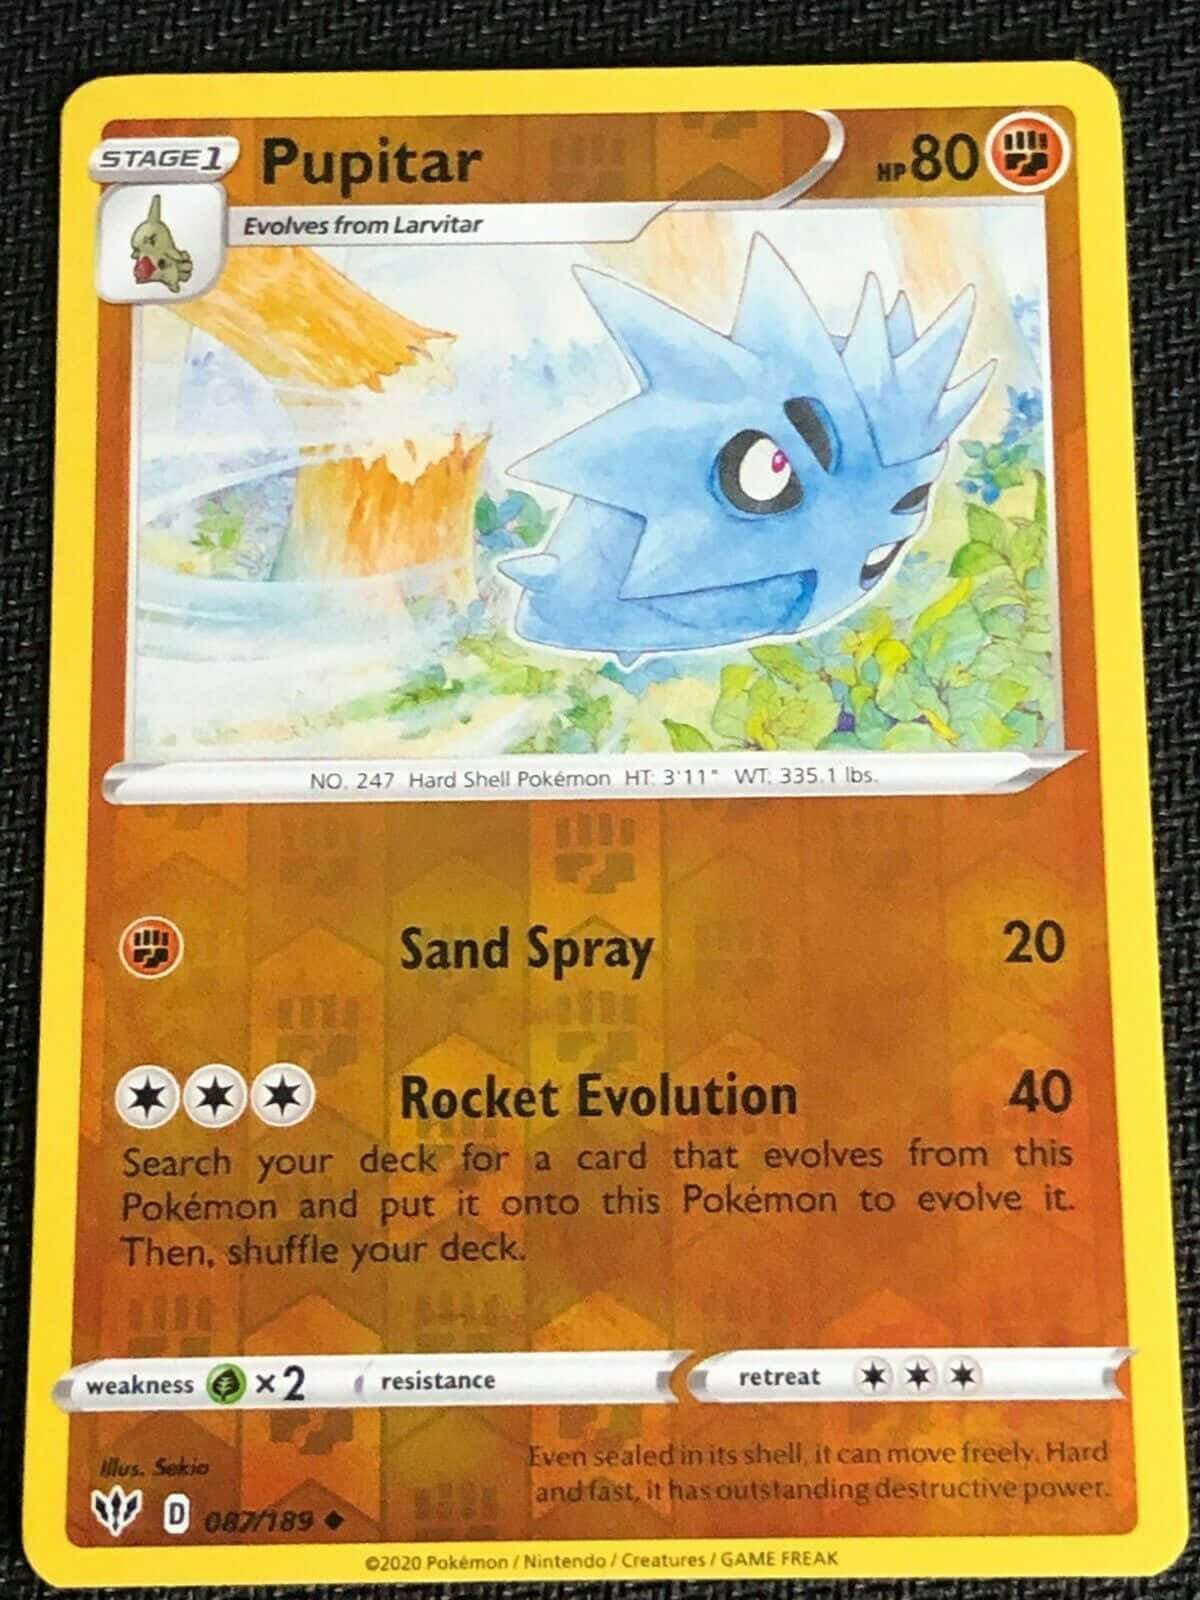 STAGE 1 Pupitar HP 80
Evolves from Larvitar
NO. 247 Hard Shell Pokémon HT: 3'11" WT: 335.1 lbs.
Sand Spray 20
Rocket Evolution 40
Search your deck for a card that evolves from this
Pokémon and put it onto this Pokémon to evolve it.
Then, shuffle your deck.
weakness ×2 resistance retreat
Illus. Sekio
Even sealed in its shell, it can move freely. Hard
and fast, it has outstanding destructive power.
D 087/189
©2020 Pokémon / Nintendo / Creatures / GAME FREAK